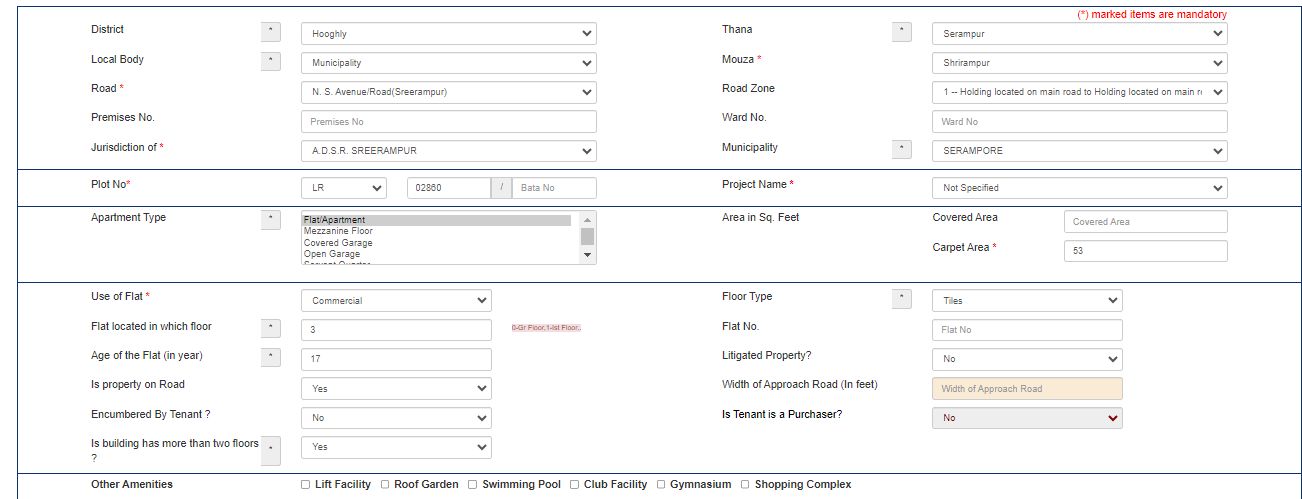 (*) marked items are mandatory
District * Hooghly Thana * Serampur
Local Body * Municipality Mouza * Shrirampur
Road * N. S. Avenue/Road(Sreerampur) Road Zone 1 -- Holding located on main road to Holding located on main r
Premises No. Premises No Ward No. Ward No
Jurisdiction of * A.D.S.R. SREERAMPUR Municipality * SERAMPORE
Plot No* LR 02860 / Bata No Project Name * Not Specified
Apartment Type * Flat/Apartment Area in Sq. Feet Covered Area Covered Area
Mezzanine Floor
Covered Garage Carpet Area * 53
Open Garage
Servant Quarter
Use of Flat * Commercial Floor Type * Tiles
Flat located in which floor * 3 0-Gr Floor,1-Ist Floor.. Flat No. Flat No
Age of the Flat (in year) * 17 Litigated Property? No
Is property on Road Yes Width of Approach Road (In feet) Width of Approach Road
Encumbered By Tenant ? No Is Tenant is a Purchaser? No
Is building has more than two floors * Yes
?
Other Amenities Lift Facility Roof Garden Swimming Pool Club Facility Gymnasium Shopping Complex